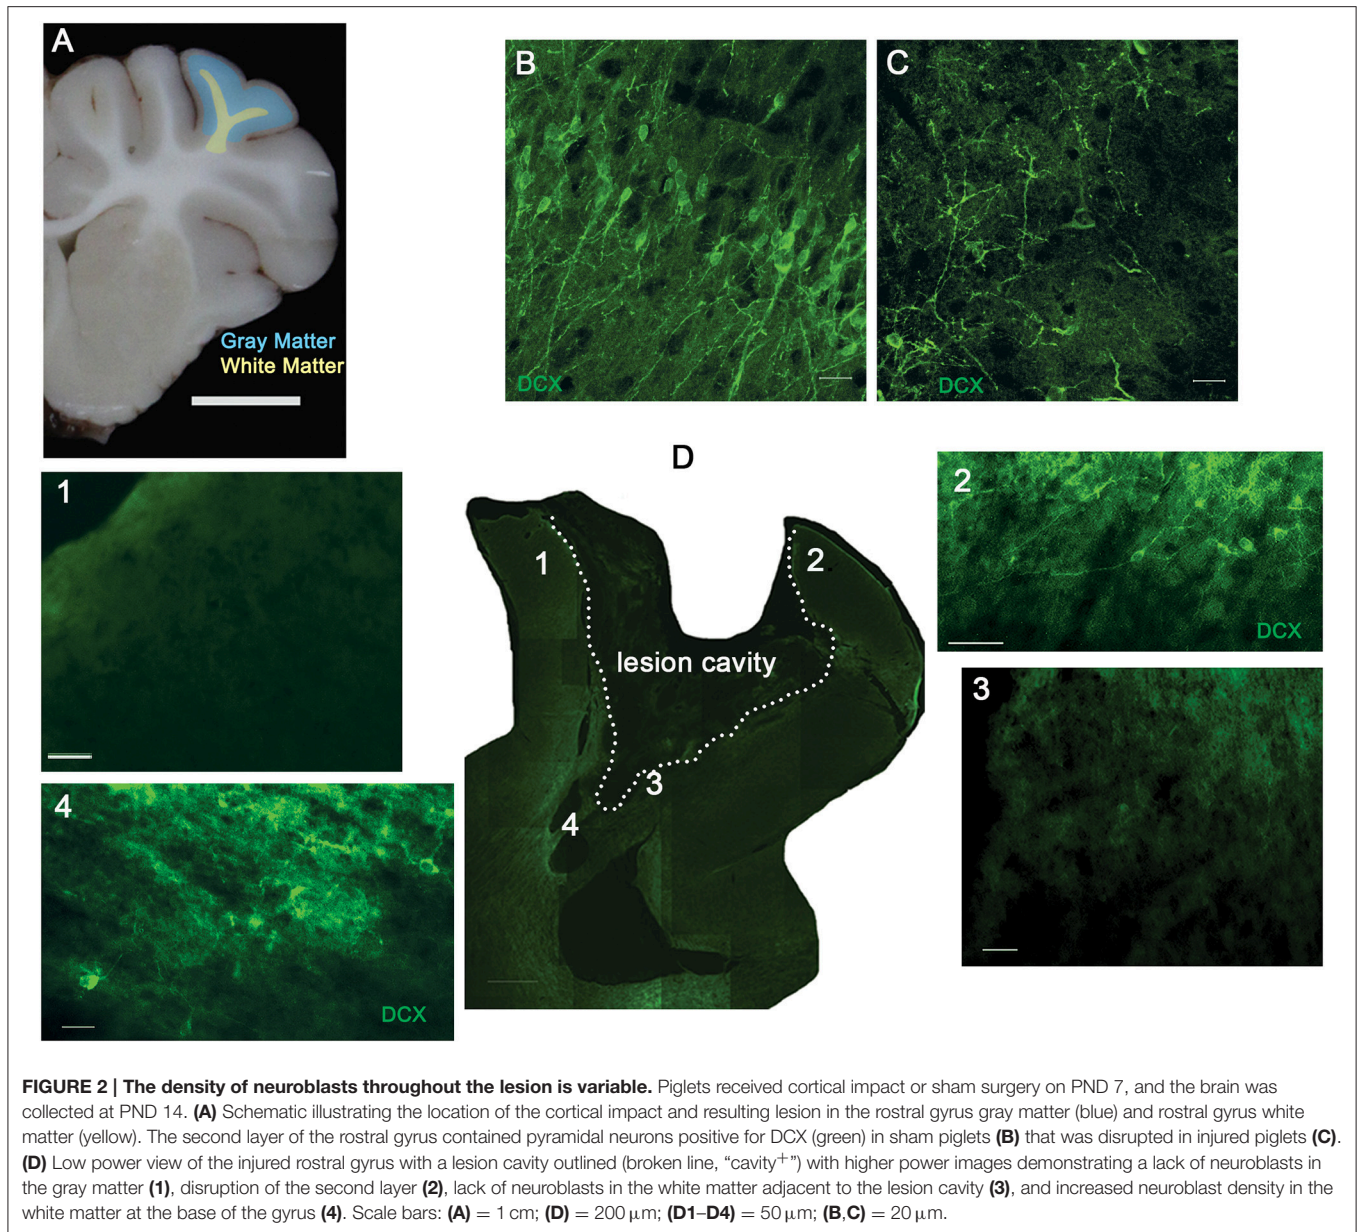 A
Gray Matter
White Matter
B
DCX
C
DCX
D
1
2
lesion cavity
3
4
1
2
DCX
3
4
DCX
FIGURE 2 | The density of neuroblasts throughout the lesion is variable. Piglets received cortical impact or sham surgery on PND 7, and the brain was
collected at PND 14. (A) Schematic illustrating the location of the cortical impact and resulting lesion in the rostral gyrus gray matter (blue) and rostral gyrus white
matter (yellow). The second layer of the rostral gyrus contained pyramidal neurons positive for DCX (green) in sham piglets (B) that was disrupted in injured piglets (C).
(D) Low power view of the injured rostral gyrus with a lesion cavity outlined (broken line, “cavity⁺”) with higher power images demonstrating a lack of neuroblasts in
the gray matter (1), disruption of the second layer (2), lack of neuroblasts in the white matter adjacent to the lesion cavity (3), and increased neuroblast density in the
white matter at the base of the gyrus (4). Scale bars: (A) = 1 cm; (D) = 200 μm; (D1–D4) = 50 μm; (B,C) = 20 μm.